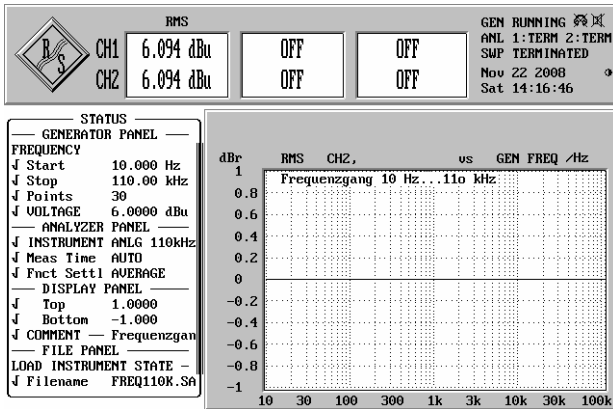 RMS
R S
CH1 6.094 dBu OFF OFF
CH2 6.094 dBu OFF OFF
GEN RUNNING
ANL 1:TERM 2:TERM
SWP TERMINATED
Nov 22 2008
Sat 14:16:46
STATUS
GENERATOR PANEL
FREQUENCY
Start 10.000 Hz
Stop 110.00 kHz
Points 30
VOLTAGE 6.0000 dBu
ANALYZER PANEL
INSTRUMENT ANLG 110kHz
Meas Time AUTO
Fnct Settl AVERAGE
DISPLAY PANEL
Top 1.0000
Bottom -1.000
COMMENT — Frequenzgan
FILE PANEL
LOAD INSTRUMENT STATE -
Filename FREQ110K.SA
dBr RMS CH2, vs GEN FREQ /Hz
Frequenzgang 10 Hz...11o kHz
1
0.8
0.6
0.4
0.2
0
-0.2
-0.4
-0.6
-0.8
-1
10 30 100 300 1k 3k 10k 30k 100k